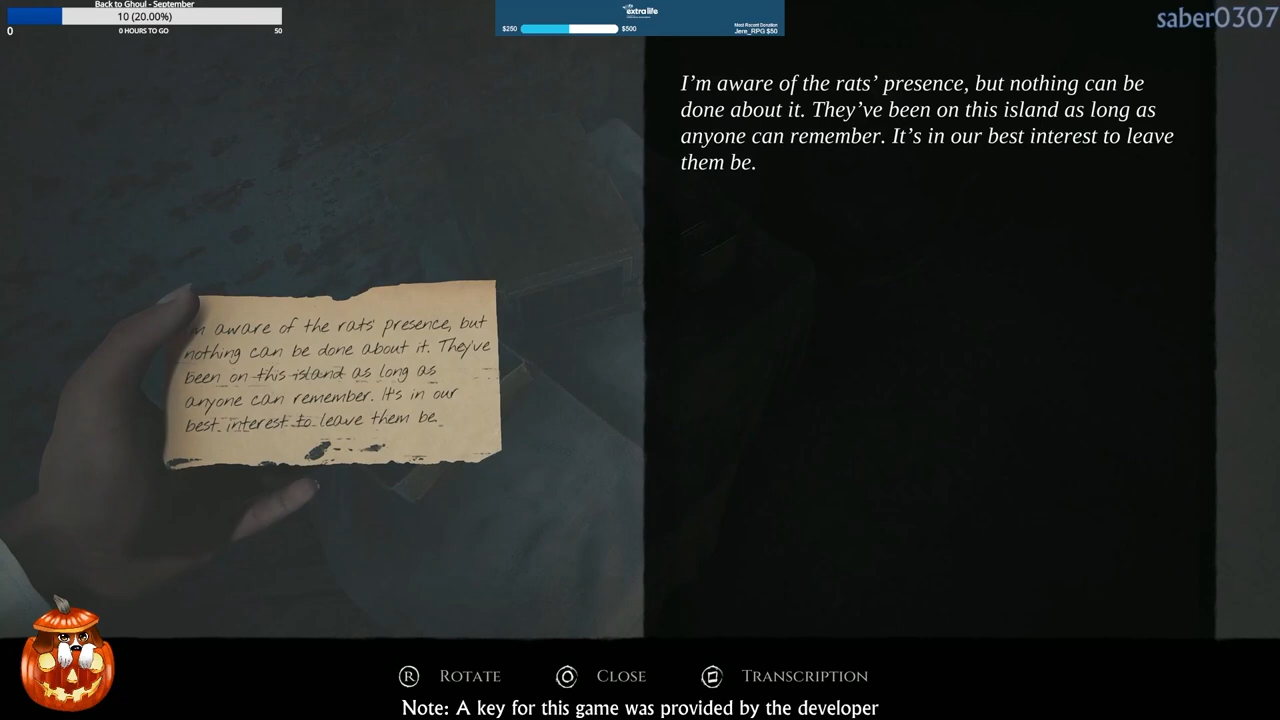 Back to Ghoul - September
10 (20.00%)
0
0 HOURS TO GO
50
extra life
$250
$500
Most Recent Donation
Jere_RPG $50
saber0307
I'm aware of the rats' presence, but nothing can be
done about it. They've been on this island as long as
anyone can remember. It's in our best interest to leave
them be.
aware of the rats' presence, but
nothing can be done about it. They've
been on this island as long as
anyone can remember. It's in our
best interest to leave them be.
R ROTATE
CLOSE
TRANSCRIPTION
Note: A key for this game was provided by the developer